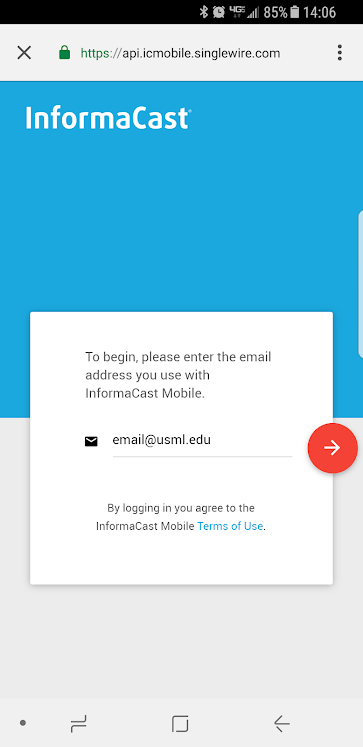 4G 85% 14:06
https://api.icmobile.singlewire.com
InformaCast
To begin, please enter the email
address you use with
InformaCast Mobile.
email@usml.edu
By logging in you agree to the
InformaCast Mobile Terms of Use.